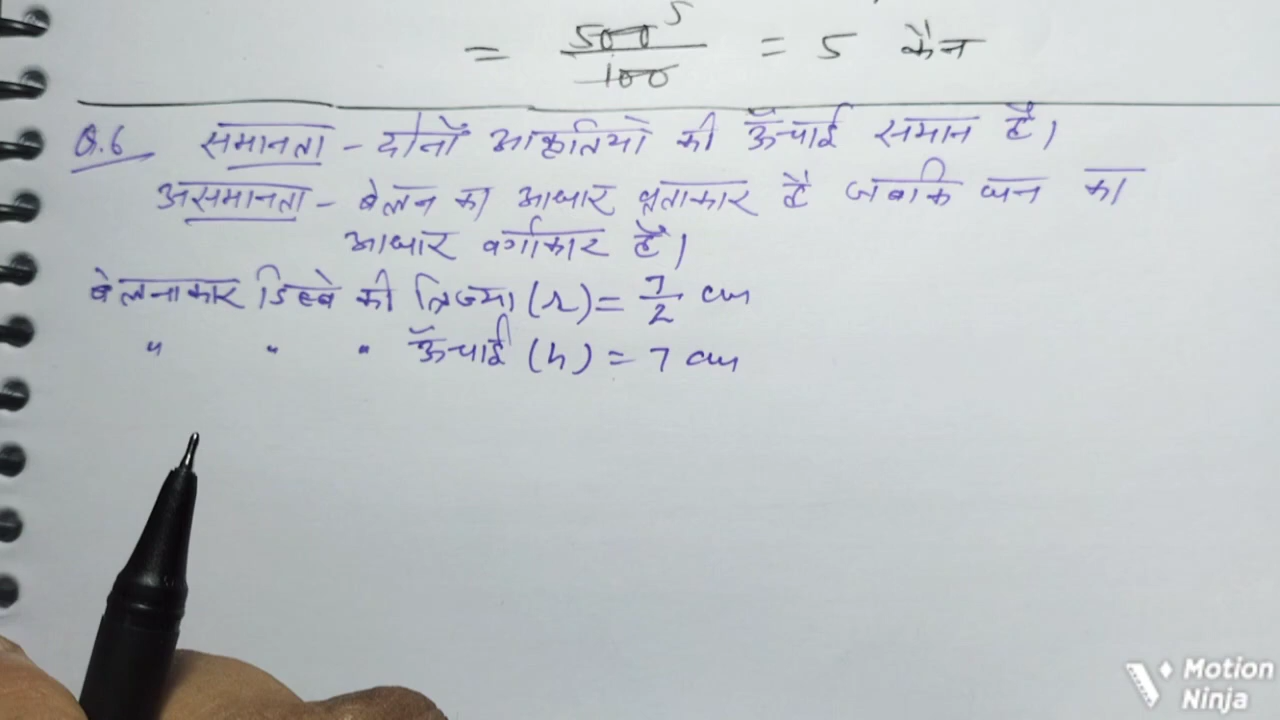 = 500⁵/100 = 5 कैन
Q.6 समानता - दोनों आकृतियों की ऊँचाई समान है।
असमानता - बेलन का आधार वृताकार है जबकि घन का
आधार वर्गाकार है।
बेलनाकार डिब्बे की त्रिज्या (r) = 7/2 cm
" " " ऊँचाई (h) = 7 cm
Motion
Ninja